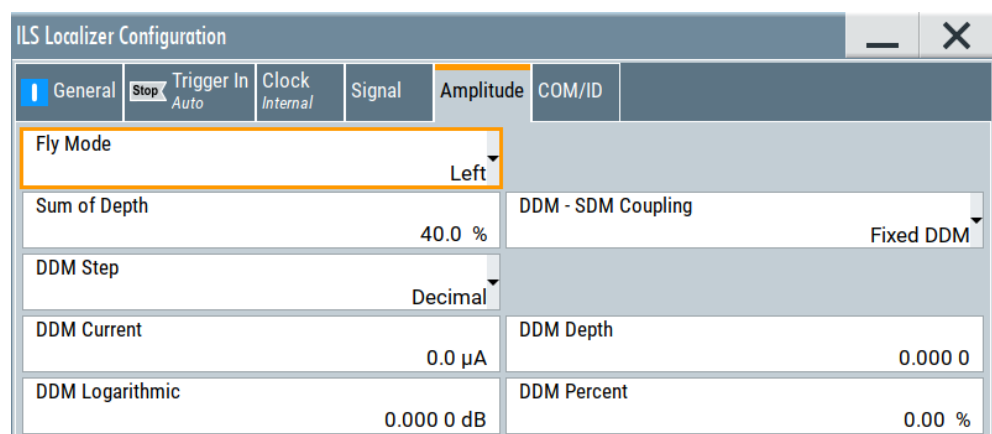 ILS Localizer Configuration
General
Stop
Trigger In
Auto
Clock
Internal
Signal
Amplitude
COM/ID
Fly Mode
Left
Sum of Depth
40.0 %
DDM - SDM Coupling
Fixed DDM
DDM Step
Decimal
DDM Current
0.0 µA
DDM Depth
0.000 0
DDM Logarithmic
0.000 0 dB
DDM Percent
0.00 %